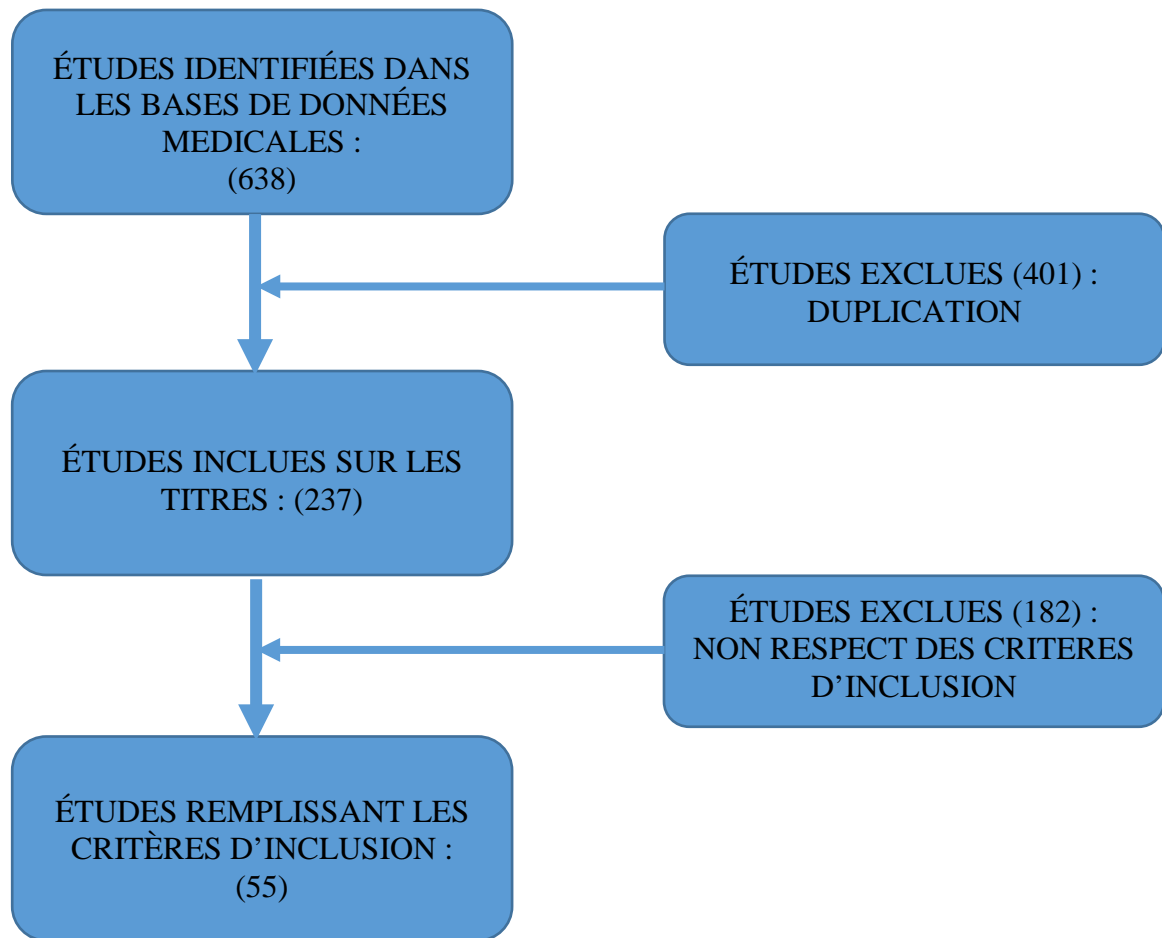 ÉTUDES IDENTIFIÉES DANS
LES BASES DE DONNÉES
MEDICALES :
(638)
ÉTUDES EXCLUES (401) :
DUPLICATION
ÉTUDES INCLUES SUR LES
TITRES : (237)
ÉTUDES EXCLUES (182) :
NON RESPECT DES CRITERES
D’INCLUSION
ÉTUDES REMPLISSANT LES
CRITÈRES D’INCLUSION :
(55)